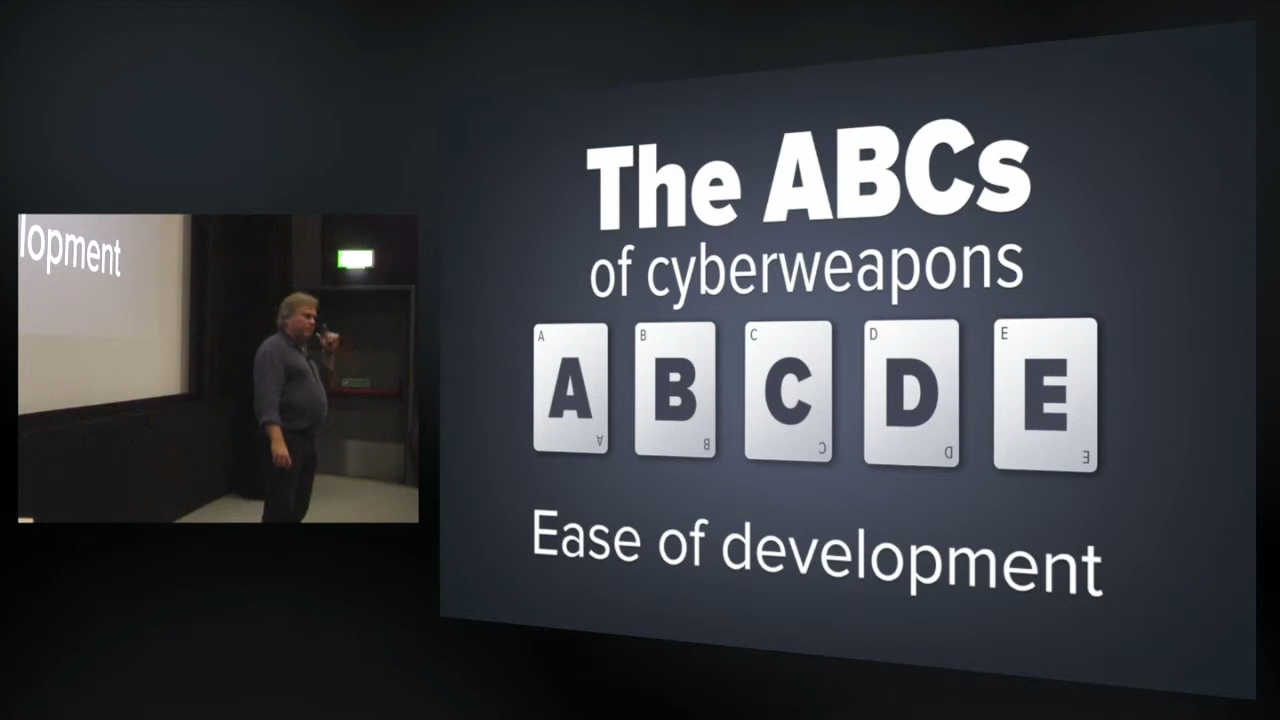 lopment
The ABCs
of cyberweapons
A B C D E
A B C D E
A B C D E
Ease of development